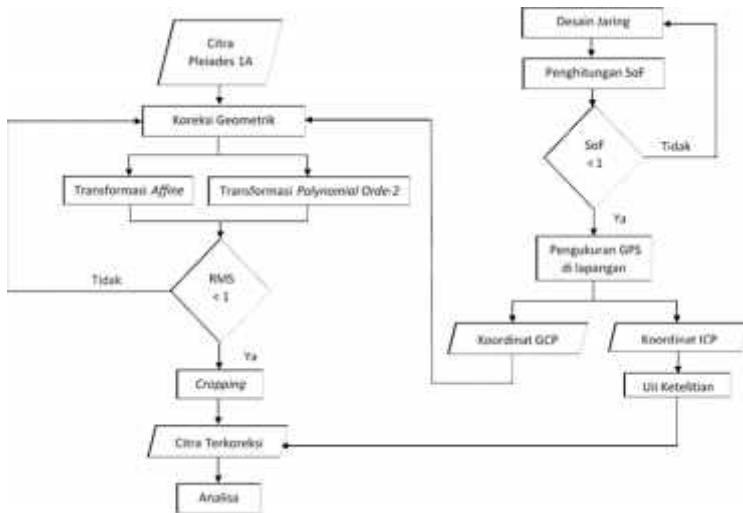 Citra
Pleiades 1A
Koreksi Geometrik
Transformasi Affine
Transformasi Polynomial Orde-2
Tidak
RMS
< 1
Ya
Cropping
Citra Terkoreksi
Analisa
Desain Jaring
Penghitungan SoF
SoF
< 1
Tidak
Ya
Pengukuran GPS
di lapangan
Koordinat GCP
Koordinat ICP
Uji Ketelitian